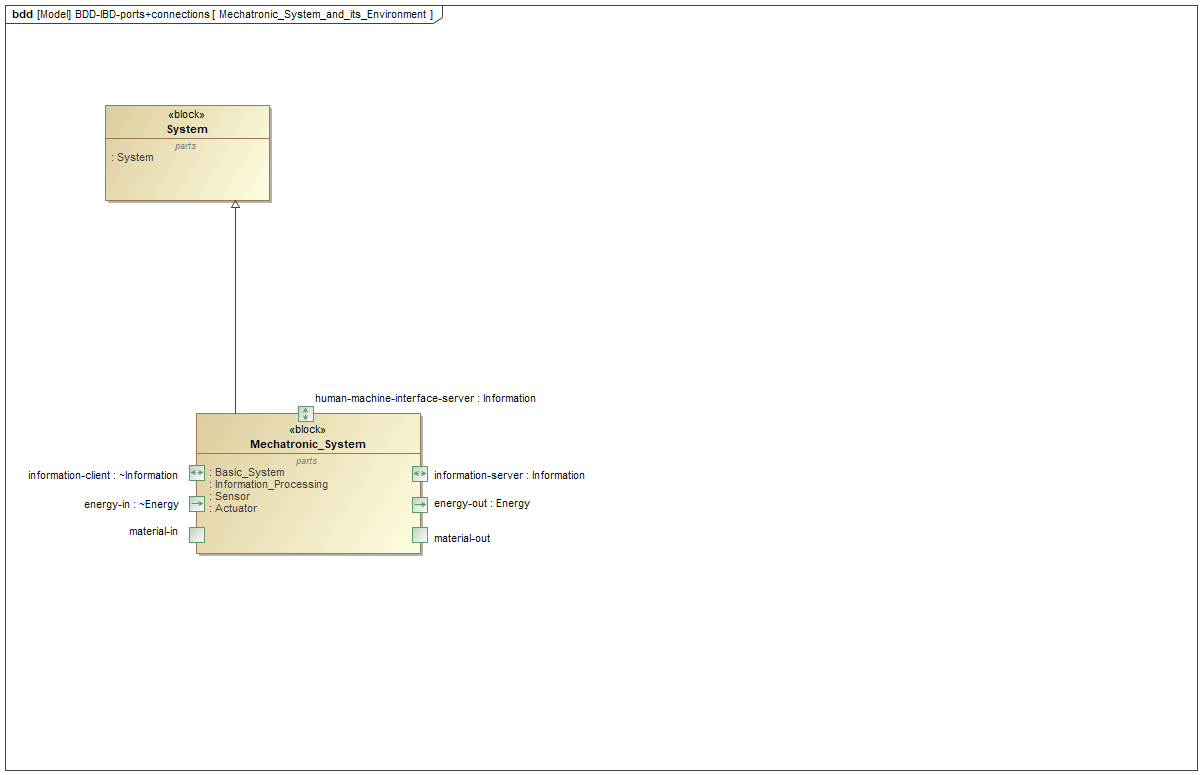 bdd [Model] BDD-IBD-ports+connections [ Mechatronic_System_and_its_Environment ]
«block»
System
parts
: System
human-machine-interface-server : Information
«block»
Mechatronic_System
parts
information-client : ~Information
: Basic_System
information-server : Information
: Information_Processing
: Sensor
energy-in : ~Energy
energy-out : Energy
: Actuator
material-in
material-out